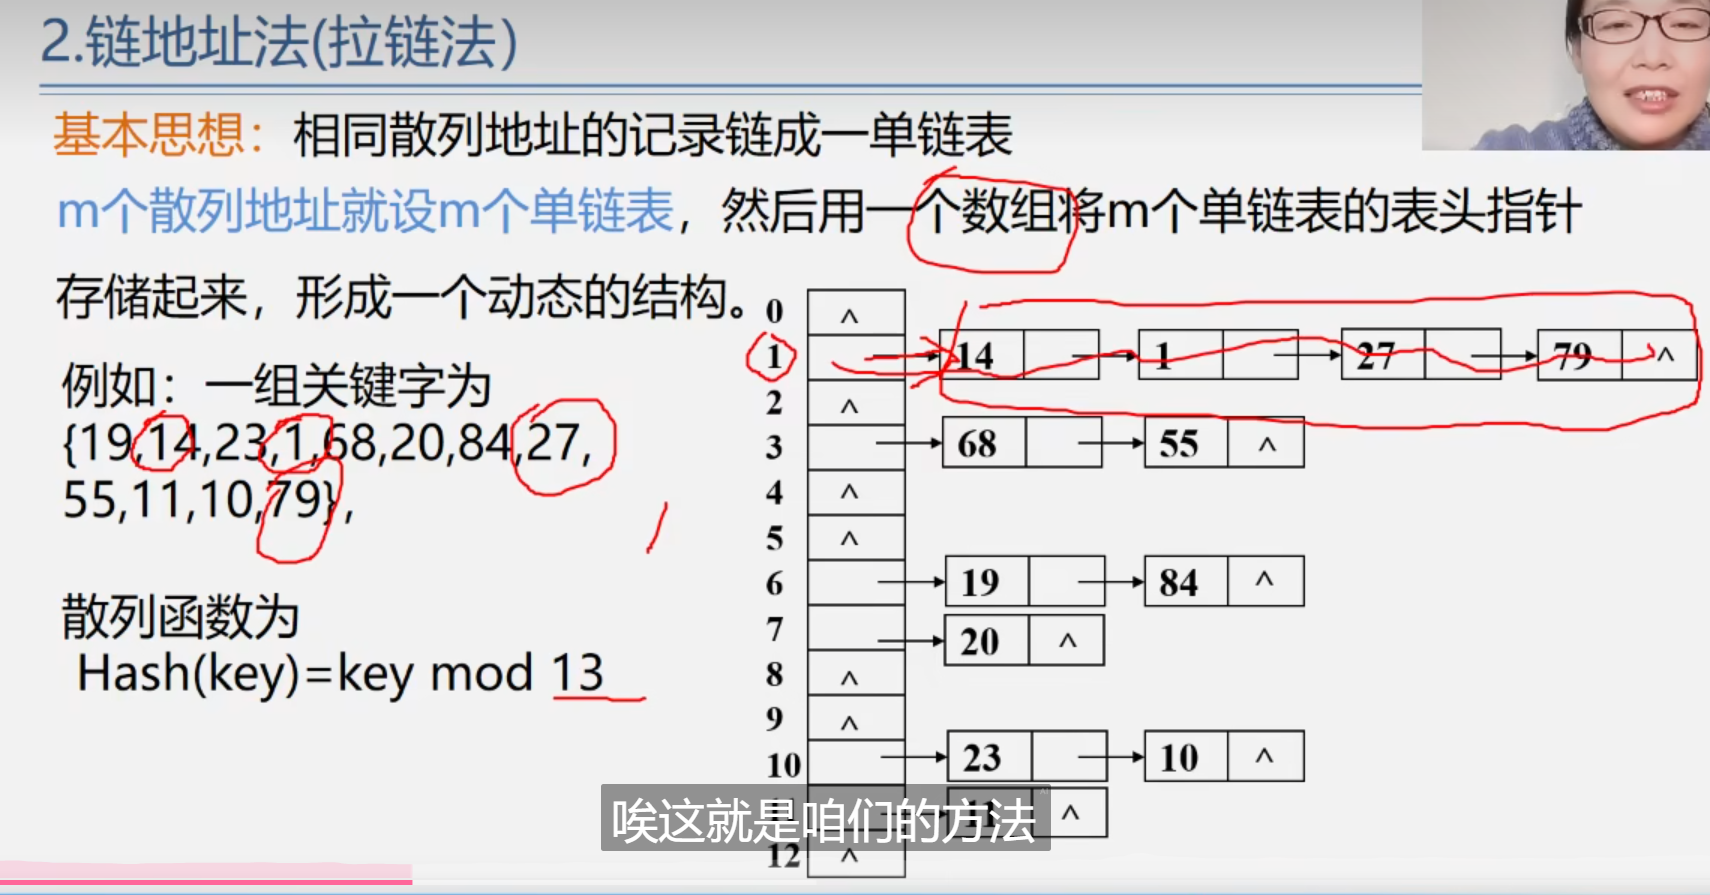 2.链地址法(拉链法)
基本思想：相同散列地址的记录链成一单链表
m个散列地址就设m个单链表，然后用一个数组将m个单链表的表头指针
存储起来，形成一个动态的结构。
例如：一组关键字为
{19,14,23,1,68,20,84,27,
55,11,10,79},
散列函数为
Hash(key)=key mod 13
0 ^
1 14 1 27 79 ^
2 ^
3 68 55 ^
4 ^
5 ^
6 19 84 ^
7 20 ^
8 ^
9 ^
10 23 10 ^
11 11 ^
12 ^
唉这就是咱们的方法